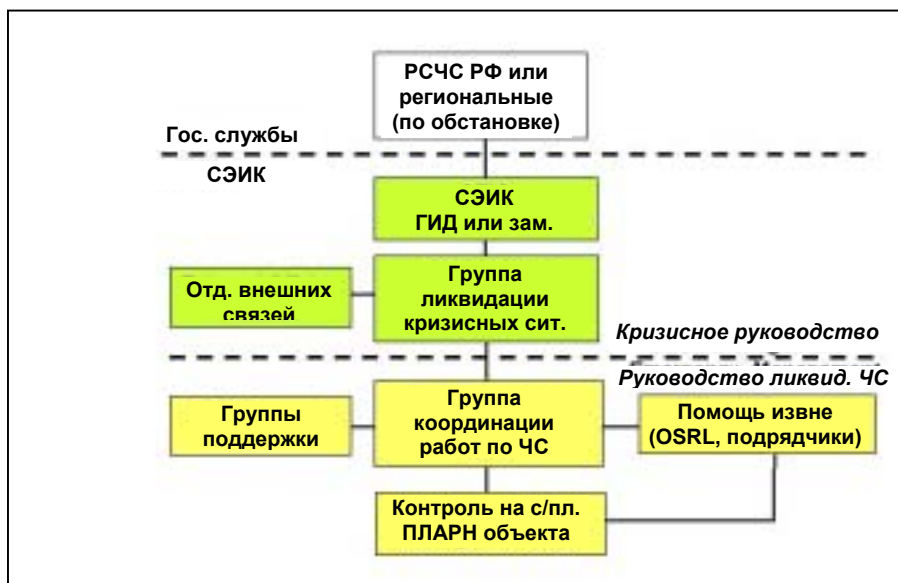 РСЧС РФ или
региональные
(по обстановке)
Гос. службы
СЭИК
СЭИК
ГИД или зам.
Отд. внешних
связей
Группа
ликвидации
кризисных сит.
Кризисное руководство
Руководство ликвид. ЧС
Группы
поддержки
Группа
координации
работ по ЧС
Помощь извне
(OSRL, подрядчики)
Контроль на с/пл.
ПЛАРН объекта